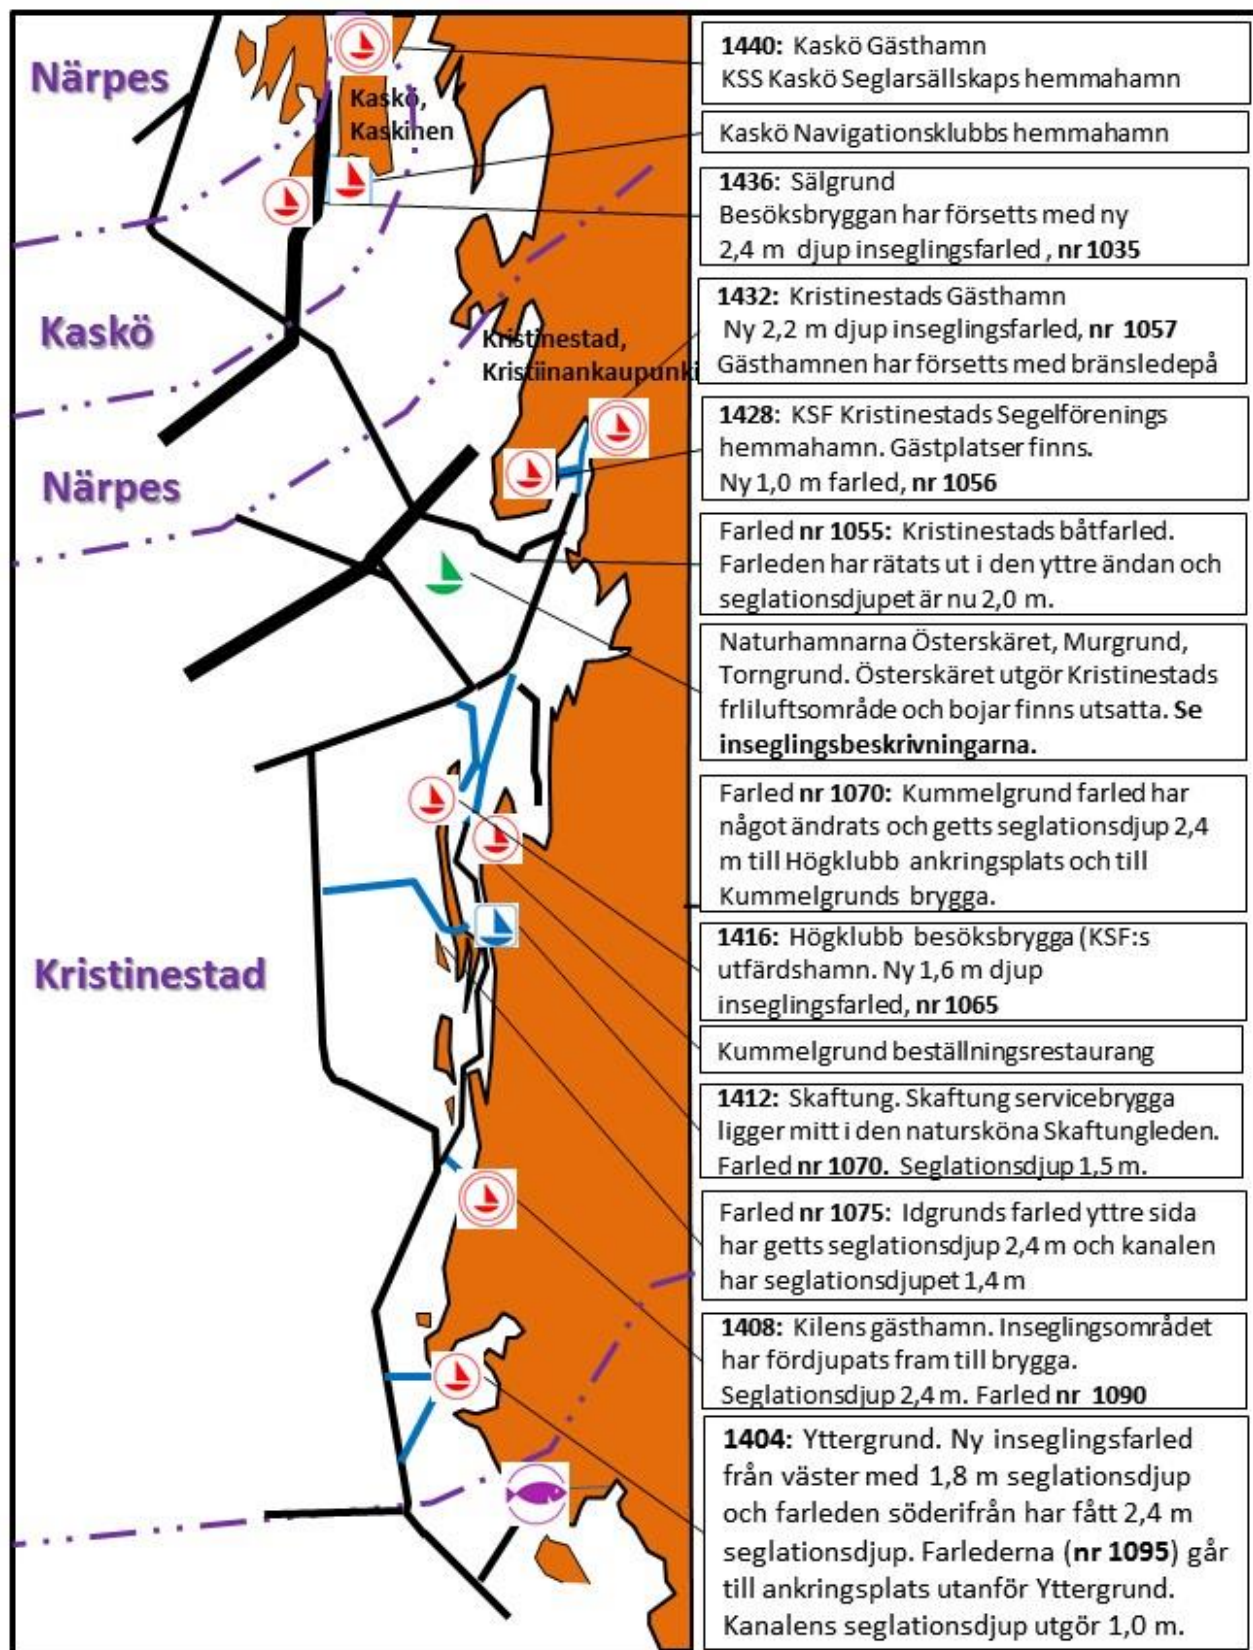 Närpes
Kaskö,
Kaskinen
Kaskö
Kristinestad,
Kristiinankaupunki
Närpes
Kristinestad
1440: Kaskö Gästhamn
KSS Kaskö Seglarsällskaps hemmahamn
Kaskö Navigationsklubbs hemmahamn
1436: Sälgrund
Besöksbryggan har försetts med ny
2,4 m djup inseglingsfarled , nr 1035
1432: Kristinestads Gästhamn
Ny 2,2 m djup inseglingsfarled, nr 1057
Gästhamnen har försetts med bränsledepå
1428: KSF Kristinestads Segelförenings
hemmahamn. Gästplatser finns.
Ny 1,0 m farled, nr 1056
Farled nr 1055: Kristinestads båtfarled.
Farleden har rätats ut i den yttre ändan och
seglationsdjupet är nu 2,0 m.
Naturhamnarna Österskäret, Murgrund,
Torngrund. Österskäret utgör Kristinestads
frliluftsområde och bojar finns utsatta. Se
inseglingsbeskrivningarna.
Farled nr 1070: Kummelgrund farled har
något ändrats och getts seglationsdjup 2,4
m till Högklubb ankringsplats och till
Kummelgrunds brygga.
1416: Högklubb besöksbrygga (KSF:s
utfärdshamn. Ny 1,6 m djup
inseglingsfarled, nr 1065
Kummelgrund beställningsrestaurang
1412: Skaftung. Skaftung servicebrygga
ligger mitt i den natursköna Skaftungleden.
Farled nr 1070. Seglationsdjup 1,5 m.
Farled nr 1075: Idgrunds farled yttre sida
har getts seglationsdjup 2,4 m och kanalen
har seglationsdjupet 1,4 m
1408: Kilens gästhamn. Inseglingsområdet
har fördjupats fram till brygga.
Seglationsdjup 2,4 m. Farled nr 1090
1404: Yttergrund. Ny inseglingsfarled
från väster med 1,8 m seglationsdjup
och farleden söderifrån har fått 2,4 m
seglationsdjup. Farlederna (nr 1095) går
till ankringsplats utanför Yttergrund.
Kanalens seglationsdjup utgör 1,0 m.